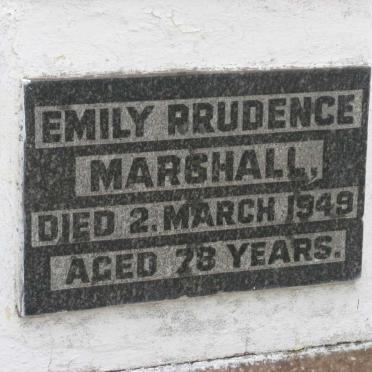 EMILY PRUDENCE
MARSHALL,
DIED 2. MARCH 1949
AGED 78 YEARS.